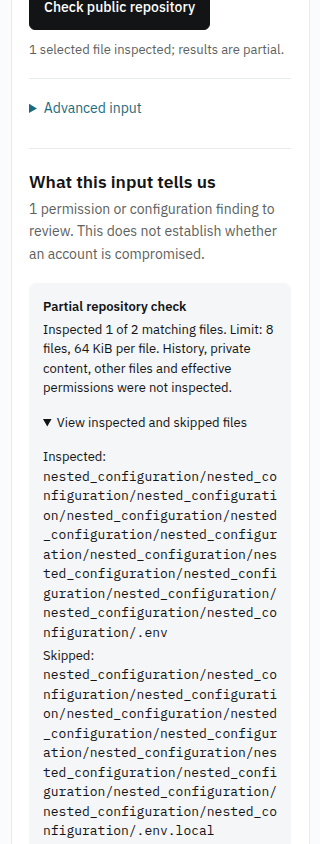 Check public repository
1 selected file inspected; results are partial.
Advanced input
What this input tells us
1 permission or configuration finding to
review. This does not establish whether
an account is compromised.
Partial repository check
Inspected 1 of 2 matching files. Limit: 8
files, 64 KiB per file. History, private
content, other files and effective
permissions were not inspected.
View inspected and skipped files
Inspected:
nested_configuration/nested_co
nfiguration/nested_configurati
on/nested_configuration/nested
_configuration/nested_configur
ation/nested_configuration/nes
ted_configuration/nested_confi
guration/nested_configuration/
nested_configuration/nested_co
nfiguration/.env
Skipped:
nested_configuration/nested_co
nfiguration/nested_configurati
on/nested_configuration/nested
_configuration/nested_configur
ation/nested_configuration/nes
ted_configuration/nested_confi
guration/nested_configuration/
nested_configuration/nested_co
nfiguration/.env.local